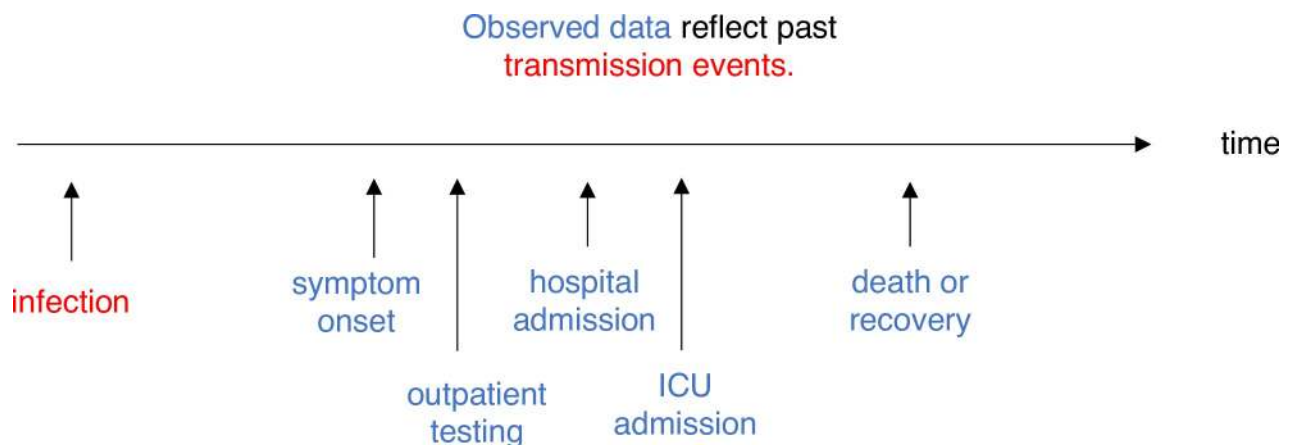 Observed data reflect past
transmission events.
time
infection
symptom
onset
outpatient
testing
hospital
admission
ICU
admission
death or
recovery